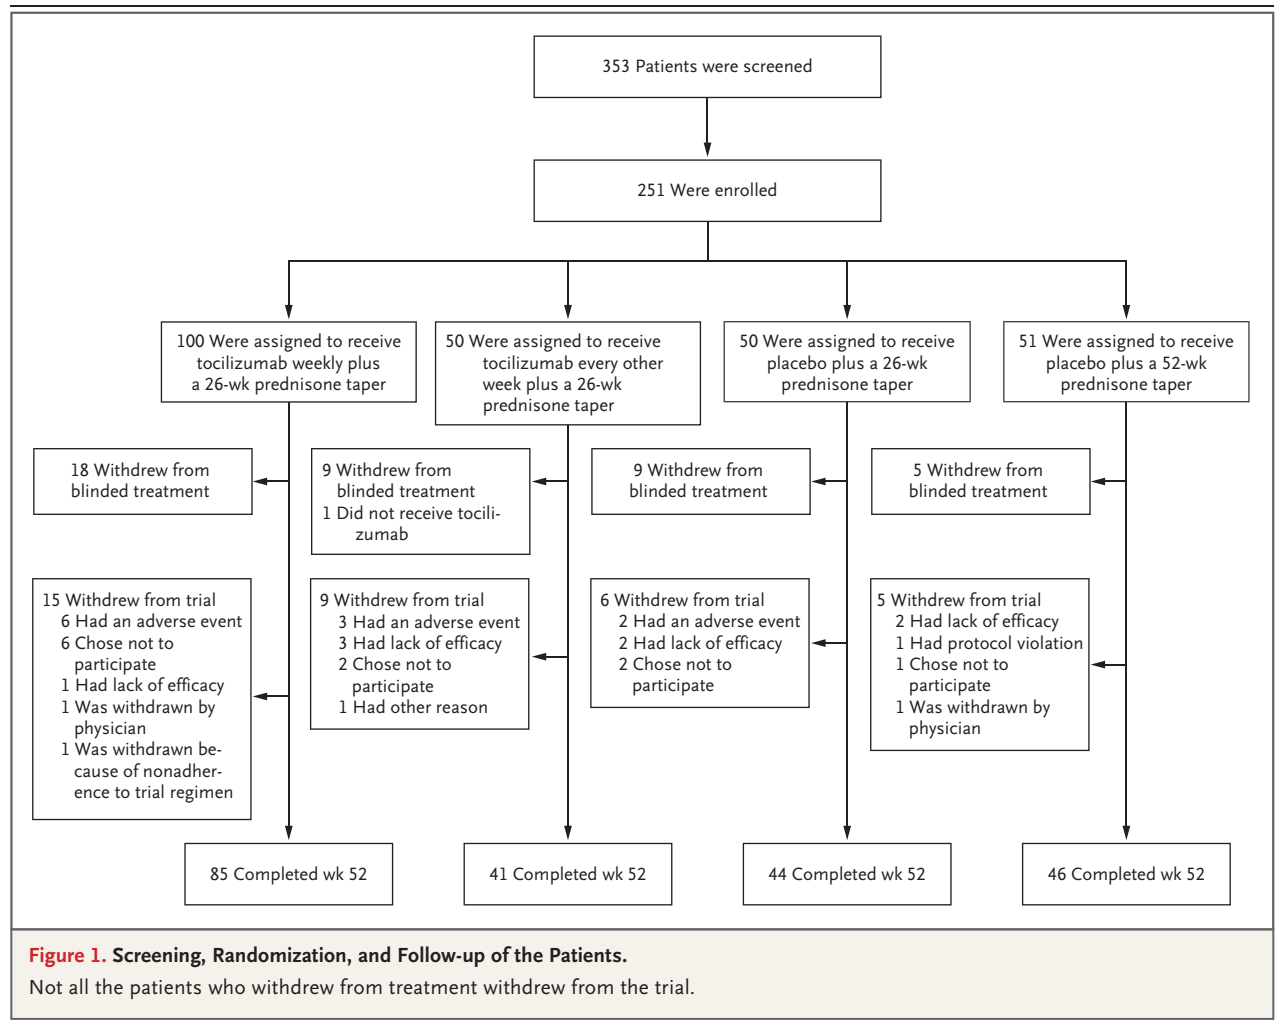 353 Patients were screened
251 Were enrolled
100 Were assigned to receive
tocilizumab weekly plus
a 26-wk prednisone taper
50 Were assigned to receive
tocilizumab every other
week plus a 26-wk
prednisone taper
50 Were assigned to receive
placebo plus a 26-wk
prednisone taper
51 Were assigned to receive
placebo plus a 52-wk
prednisone taper
18 Withdrew from
blinded treatment
9 Withdrew from
blinded treatment
1 Did not receive tocili-
zumab
9 Withdrew from
blinded treatment
5 Withdrew from
blinded treatment
15 Withdrew from trial
6 Had an adverse event
6 Chose not to
participate
1 Had lack of efficacy
1 Was withdrawn by
physician
1 Was withdrawn be-
cause of nonadher-
ence to trial regimen
9 Withdrew from trial
3 Had an adverse event
3 Had lack of efficacy
2 Chose not to
participate
1 Had other reason
6 Withdrew from trial
2 Had an adverse event
2 Had lack of efficacy
2 Chose not to
participate
5 Withdrew from trial
2 Had lack of efficacy
1 Had protocol violation
1 Chose not to
participate
1 Was withdrawn by
physician
85 Completed wk 52
41 Completed wk 52
44 Completed wk 52
46 Completed wk 52
Figure 1. Screening, Randomization, and Follow-up of the Patients.
Not all the patients who withdrew from treatment withdrew from the trial.